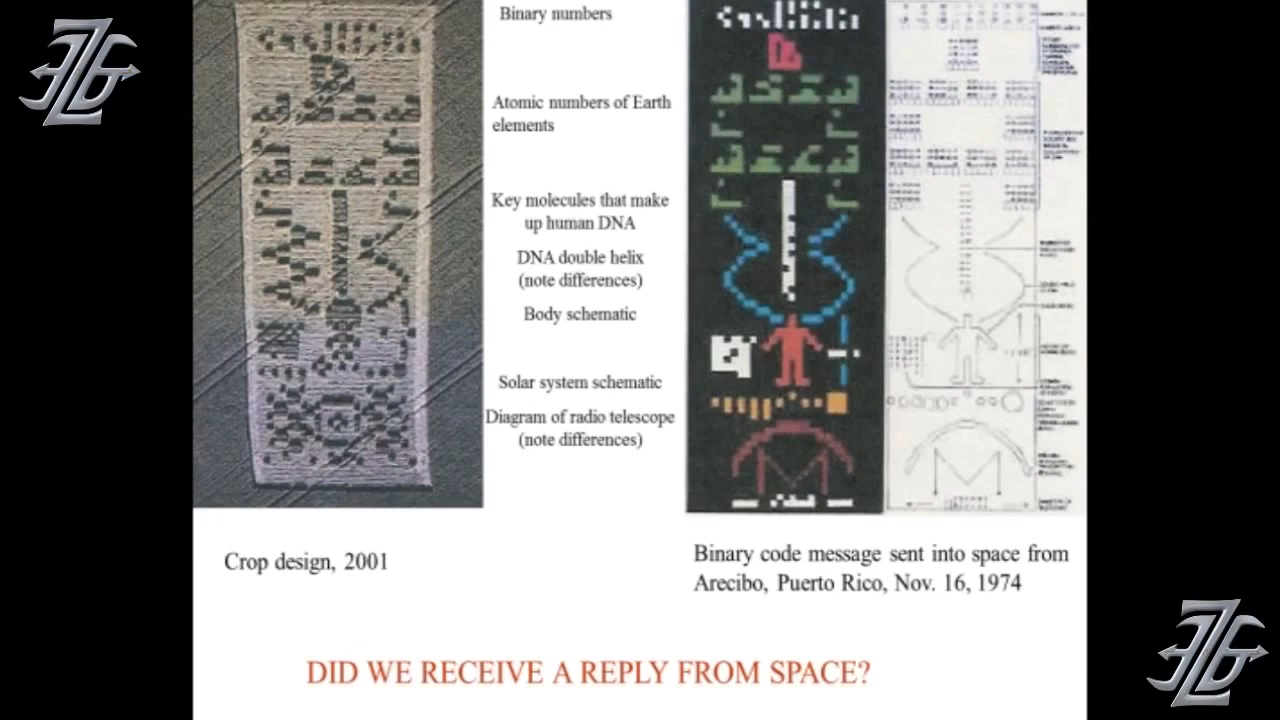 Binary numbers
Atomic numbers of Earth
elements
Key molecules that make
up human DNA
DNA double helix
(note differences)
Body schematic
Solar system schematic
Diagram of radio telescope
(note differences)
Crop design, 2001
Binary code message sent into space from
Arecibo, Puerto Rico, Nov. 16, 1974
DID WE RECEIVE A REPLY FROM SPACE?